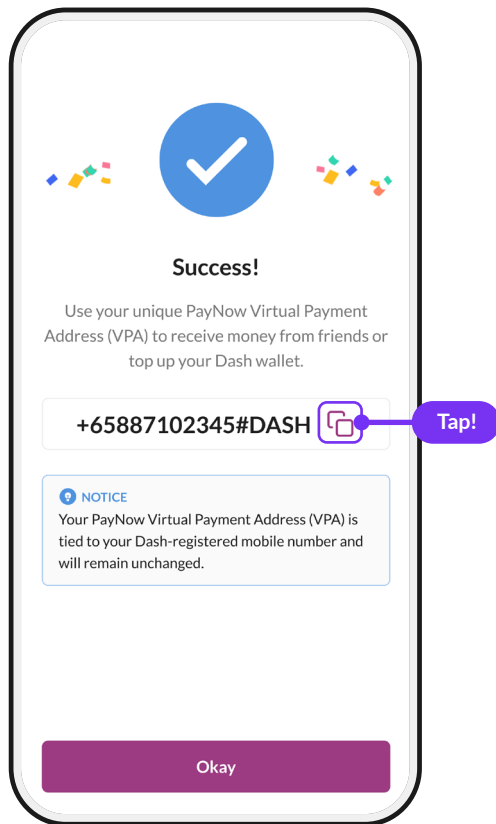 Success!
Use your unique PayNow Virtual Payment
Address (VPA) to receive money from friends or
top up your Dash wallet.
+65887102345#DASH
Tap!
NOTICE
Your PayNow Virtual Payment Address (VPA) is
tied to your Dash-registered mobile number and
will remain unchanged.
Okay